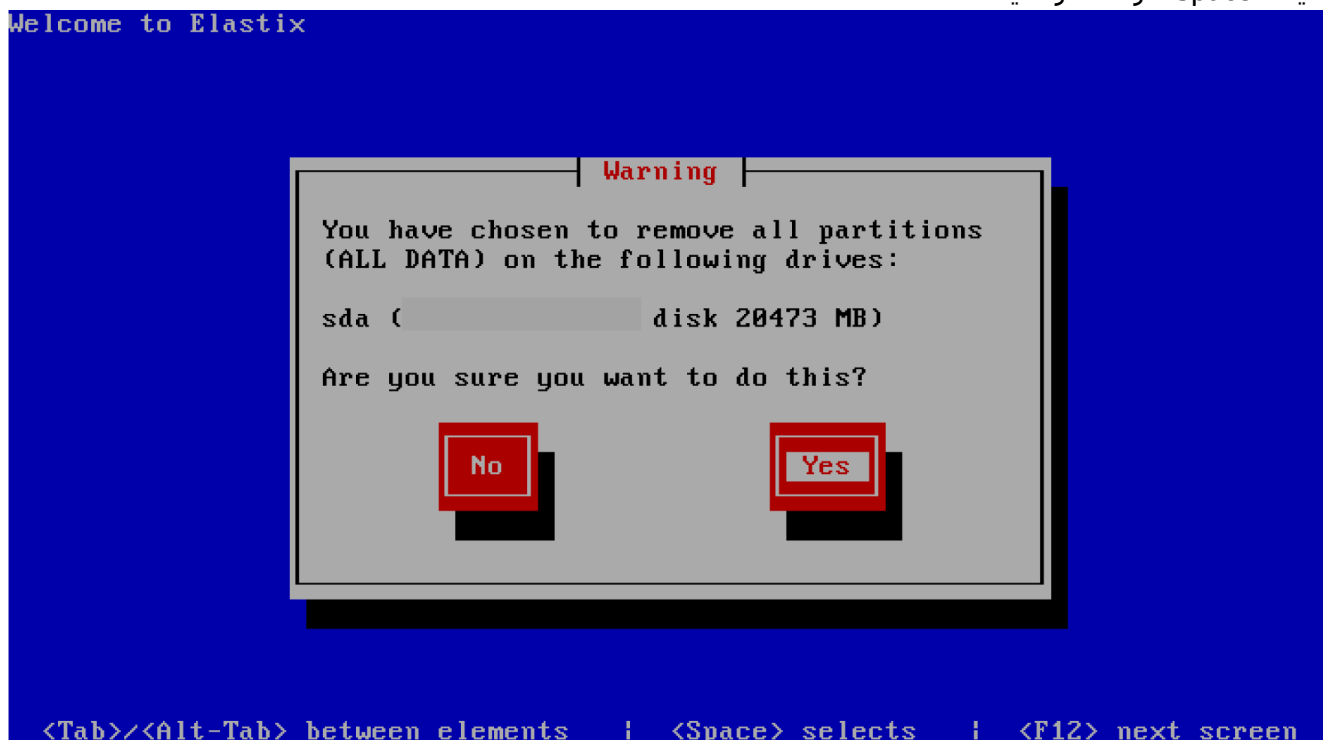 Space
Welcome to Elastix
Warning
You have chosen to remove all partitions
(ALL DATA) on the following drives:
sda ( disk 20473 MB)
Are you sure you want to do this?
No Yes
<Tab>/<Alt-Tab> between elements | <Space> selects | <F12> next screen